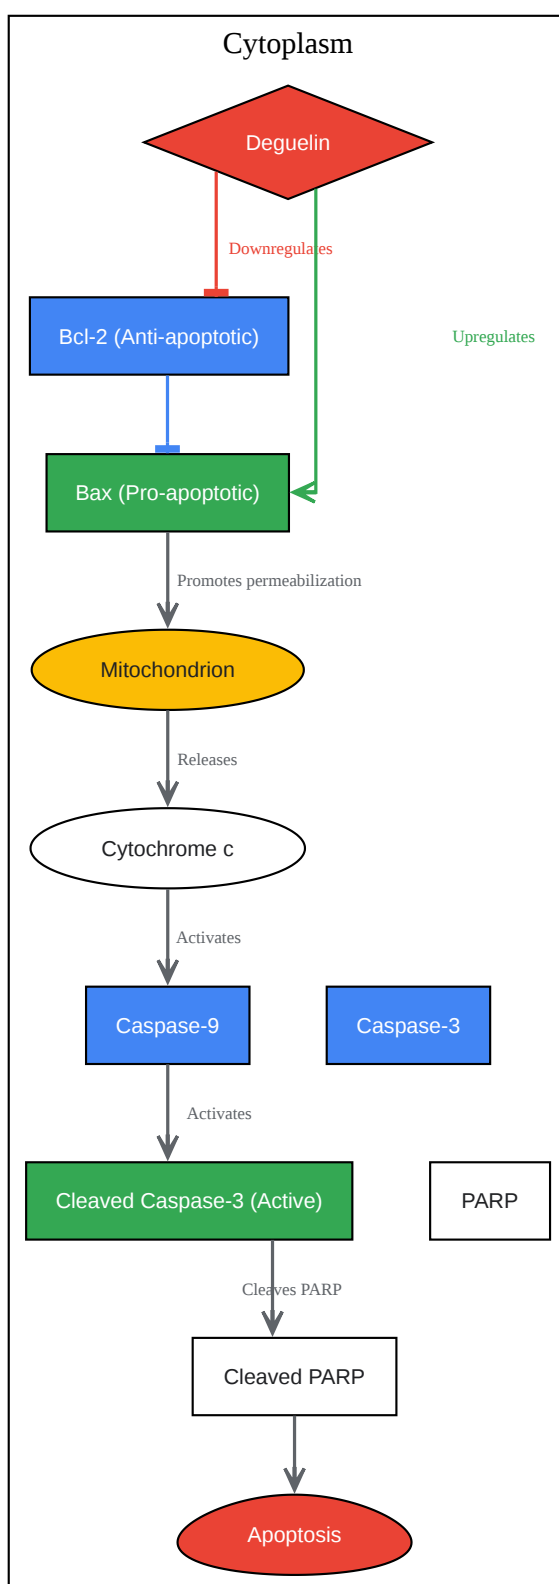 Cytoplasm
Deguelin
Downregulates
Bcl-2 (Anti-apoptotic)
Upregulates
Bax (Pro-apoptotic)
Promotes permeabilization
Mitochondrion
Releases
Cytochrome c
Activates
Caspase-9
Caspase-3
Activates
Cleaved Caspase-3 (Active)
PARP
Cleaves PARP
Cleaved PARP
Apoptosis